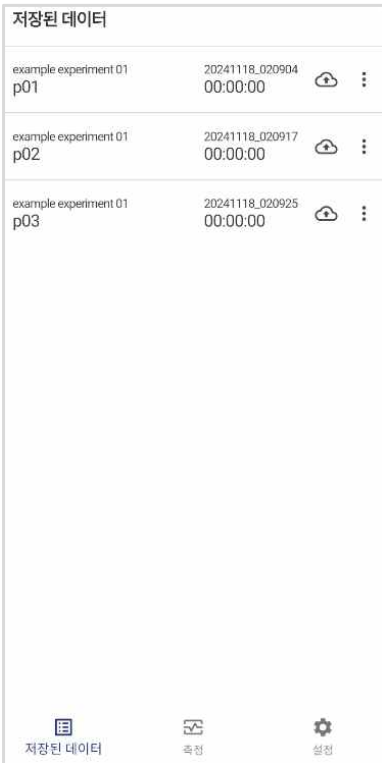 저장된 데이터
example experiment 01 20241118_020904
p01 00:00:00
example experiment 01 20241118_020917
p02 00:00:00
example experiment 01 20241118_020925
p03 00:00:00
저장된 데이터 측정 설정